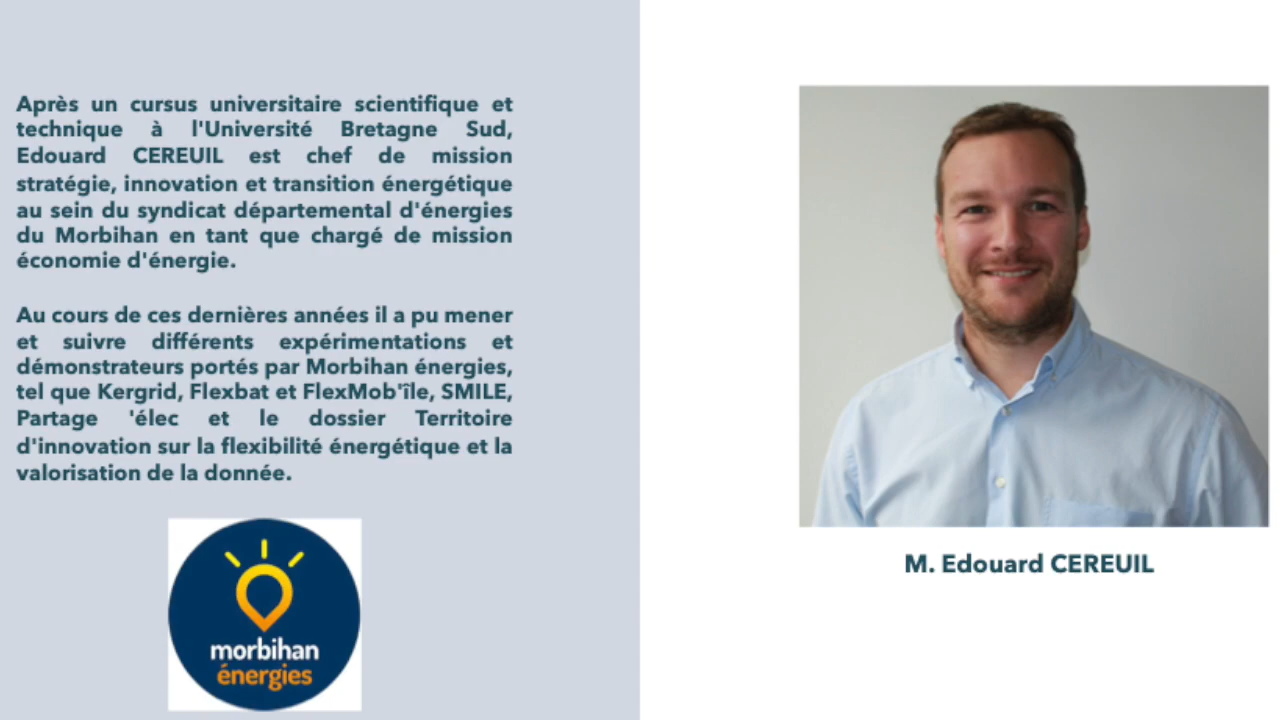 Après un cursus universitaire scientifique et
technique à l'Université Bretagne Sud,
Edouard CEREUIL est chef de mission
stratégie, innovation et transition énergétique
au sein du syndicat départemental d'énergies
du Morbihan en tant que chargé de mission
économie d'énergie.
Au cours de ces dernières années il a pu mener
et suivre différents expérimentations et
démonstrateurs portés par Morbihan énergies,
tel que Kergrid, Flexbat et FlexMob'île, SMILE,
Partage 'élec et le dossier Territoire
d'innovation sur la flexibilité énergétique et la
valorisation de la donnée.
morbihan
énergies
M. Edouard CEREUIL